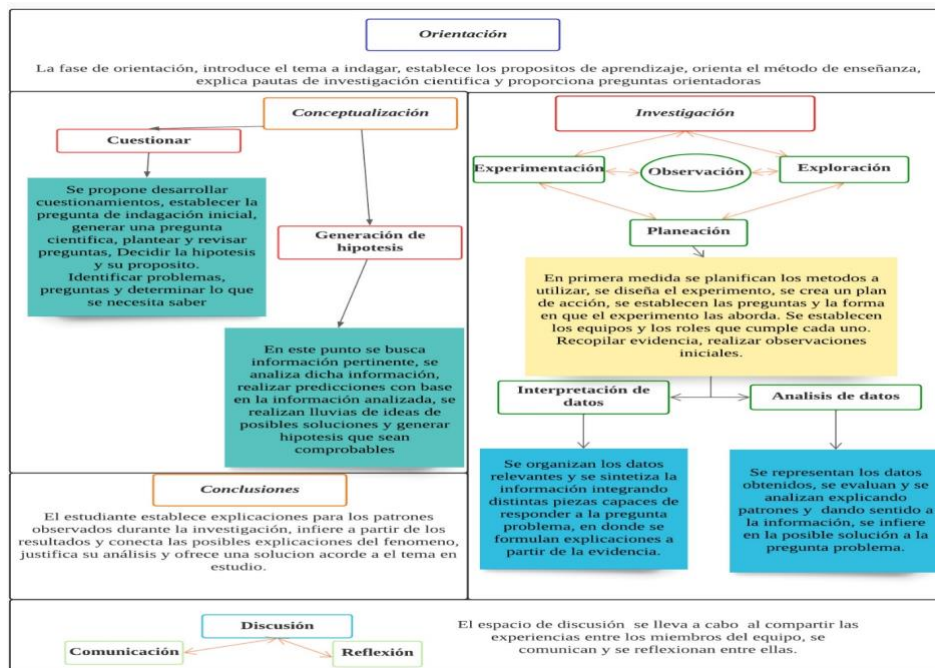 Orientación
La fase de orientación, introduce el tema a indagar, establece los propositos de aprendizaje, orienta el método de enseñanza,
explica pautas de investigación cientifica y proporciona preguntas orientadoras
Conceptualización
Cuestionar
Se propone desarrollar
cuestionamientos, establecer la
pregunta de indagación inicial,
generar una pregunta
cientifica, plantear y revisar
preguntas, Decidir la hipotesis
y su proposito.
Identificar problemas,
preguntas y determinar lo que
se necesita saber
Generación de
hipotesis
En este punto se busca
información pertinente, se
analiza dicha información,
realizar predicciones con base
en la información analizada, se
realizan lluvias de ideas de
posibles soluciones y generar
hipotesis que sean
comprobables
Investigación
Experimentación
Observación
Exploración
Planeación
En primera medida se planifican los metodos a
utilizar, se diseña el experimento, se crea un plan
de acción, se establecen las preguntas y la forma
en que el experimento las aborda. Se establecen
los equipos y los roles que cumple cada uno.
Recopilar evidencia, realizar observaciones
iniciales.
Interpretación de
datos
Analisis de datos
Se organizan los datos
relevantes y se sintetiza la
información integrando
distintas piezas capaces de
responder a la pregunta
problema, en donde se
formulan explicaciones a
partir de la evidencia.
Se representan los datos
obtenidos, se evaluan y se
analizan explicando
patrones y dando sentido a
la información, se infiere
en la posible solución a la
pregunta problema.
Conclusiones
El estudiante establece explicaciones para los patrones
observados durante la investigación, infiere a partir de los
resultados y conecta las posibles explicaciones del fenomeno,
justifica su análisis y ofrece una solucion acorde a el tema en
estudio.
Discusión
Comunicación
Reflexión
El espacio de discusión se lleva a cabo al compartir las
experiencias entre los miembros del equipo, se
comunican y se reflexionan entre ellas.